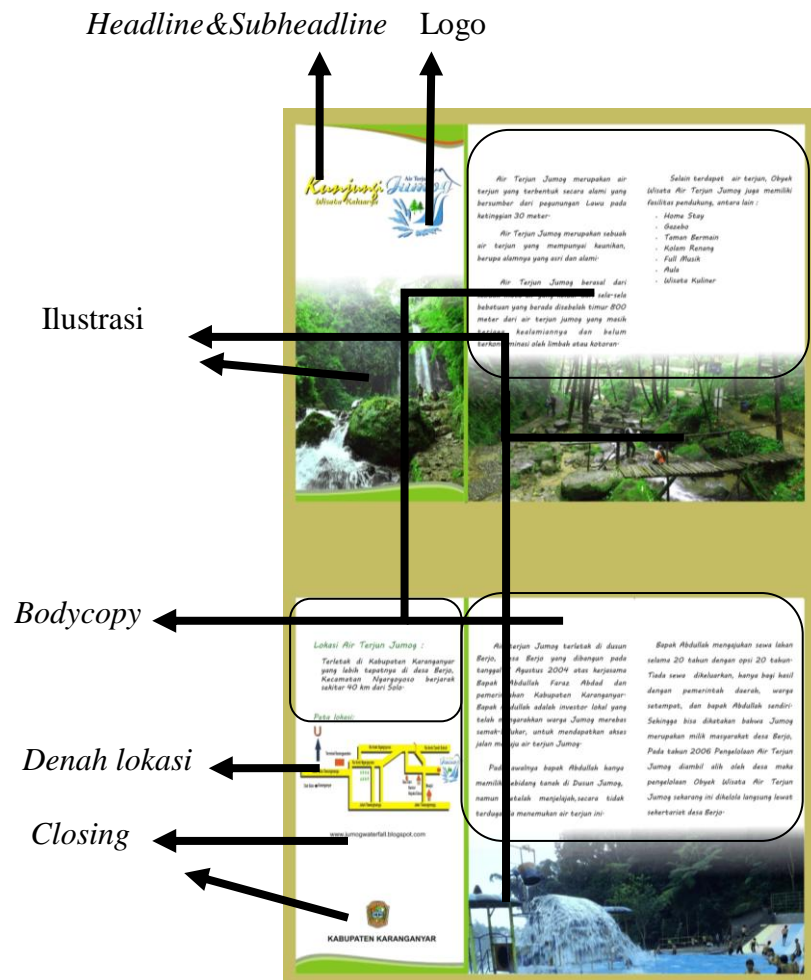 Headline&Subheadline Logo
Kunjungi
Wisata Keluarga
Air Terjun
Jumog
Air Terjun Jumog merupakan air
terjun yang terbentuk secara alami yang
bersumber dari pegunungan Lawu pada
ketinggian 30 meter.
Air Terjun Jumog merupakan sebuah
air terjun yang mempunyai keunikan,
berupa alamnya yang asri dan alami.
Air Terjun Jumog berasal dari
sela-sela
bebatuan yang berada disebelah timur 800
meter dari air terjun jumog yang masih
terjaga kealamiannya dan belum
terkontaminasi oleh limbah atau kotoran.
Selain terdapat air terjun, Obyek
Wisata Air Terjun Jumog juga memiliki
fasilitas pendukung, antara lain :
- Home Stay
- Gazebo
- Taman Bermain
- Kolam Renang
- Full Musik
- Aula
- Wisata Kuliner
Ilustrasi
Bodycopy
Lokasi Air Terjun Jumog :
Terletak di Kabupaten Karanganyar
yang lebih tepatnya di desa Berjo,
Kecamatan Ngargoyoso berjarak
sekitar 40 km dari Solo.
Peta lokasi:
U
Denah lokasi
Closing
www.jumogwaterfall.blogspot.com
KABUPATEN KARANGANYAR
Air terjun Jumog terletak di dusun
Berjo, Desa Berjo yang dibangun pada
tanggal Agustus 2004 atas kerjasama
Bapak Abdullah Faraz Abdad dan
pemerintahan Kabupaten Karanganyar.
Bapak Abdullah adalah investor lokal yang
telah mengarahkan warga Jumog merebas
semak-belukar, untuk mendapatkan akses
jalan menuju air terjun Jumog.
Pada awalnya bapak Abdullah hanya
memiliki sebidang tanah di Dusun Jumog,
namun setelah menjelajah,secara tidak
terduga ia menemukan air terjun ini.
Bapak Abdullah mengajukan sewa lahan
selama 20 tahun dengan opsi 20 tahun.
Tiada sewa dikeluarkan, hanya bagi hasil
dengan pemerintah daerah, warga
setempat, dan bapak Abdullah sendiri.
Sehingga bisa dikatakan bahwa Jumog
merupakan milik masyarakat desa Berjo,
Pada tahun 2006 Pengelolaan Air Terjun
Jumog diambil alih oleh desa maka
pengelolaan Obyek Wisata Air Terjun
Jumog sekarang ini dikelola langsung lewat
sekertariat desa Berjo.